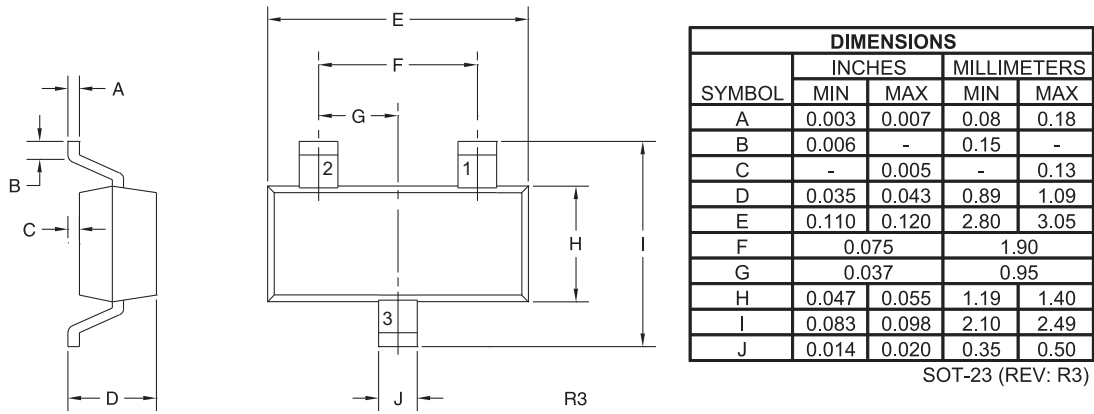 E
F
A
G
B
2
1
C
H
I
3
D
J
R3
DIMENSIONS
INCHES MILLIMETERS
SYMBOL MIN MAX MIN MAX
A 0.003 0.007 0.08 0.18
B 0.006 - 0.15 -
C - 0.005 - 0.13
D 0.035 0.043 0.89 1.09
E 0.110 0.120 2.80 3.05
F 0.075 1.90
G 0.037 0.95
H 0.047 0.055 1.19 1.40
I 0.083 0.098 2.10 2.49
J 0.014 0.020 0.35 0.50
SOT-23 (REV: R3)